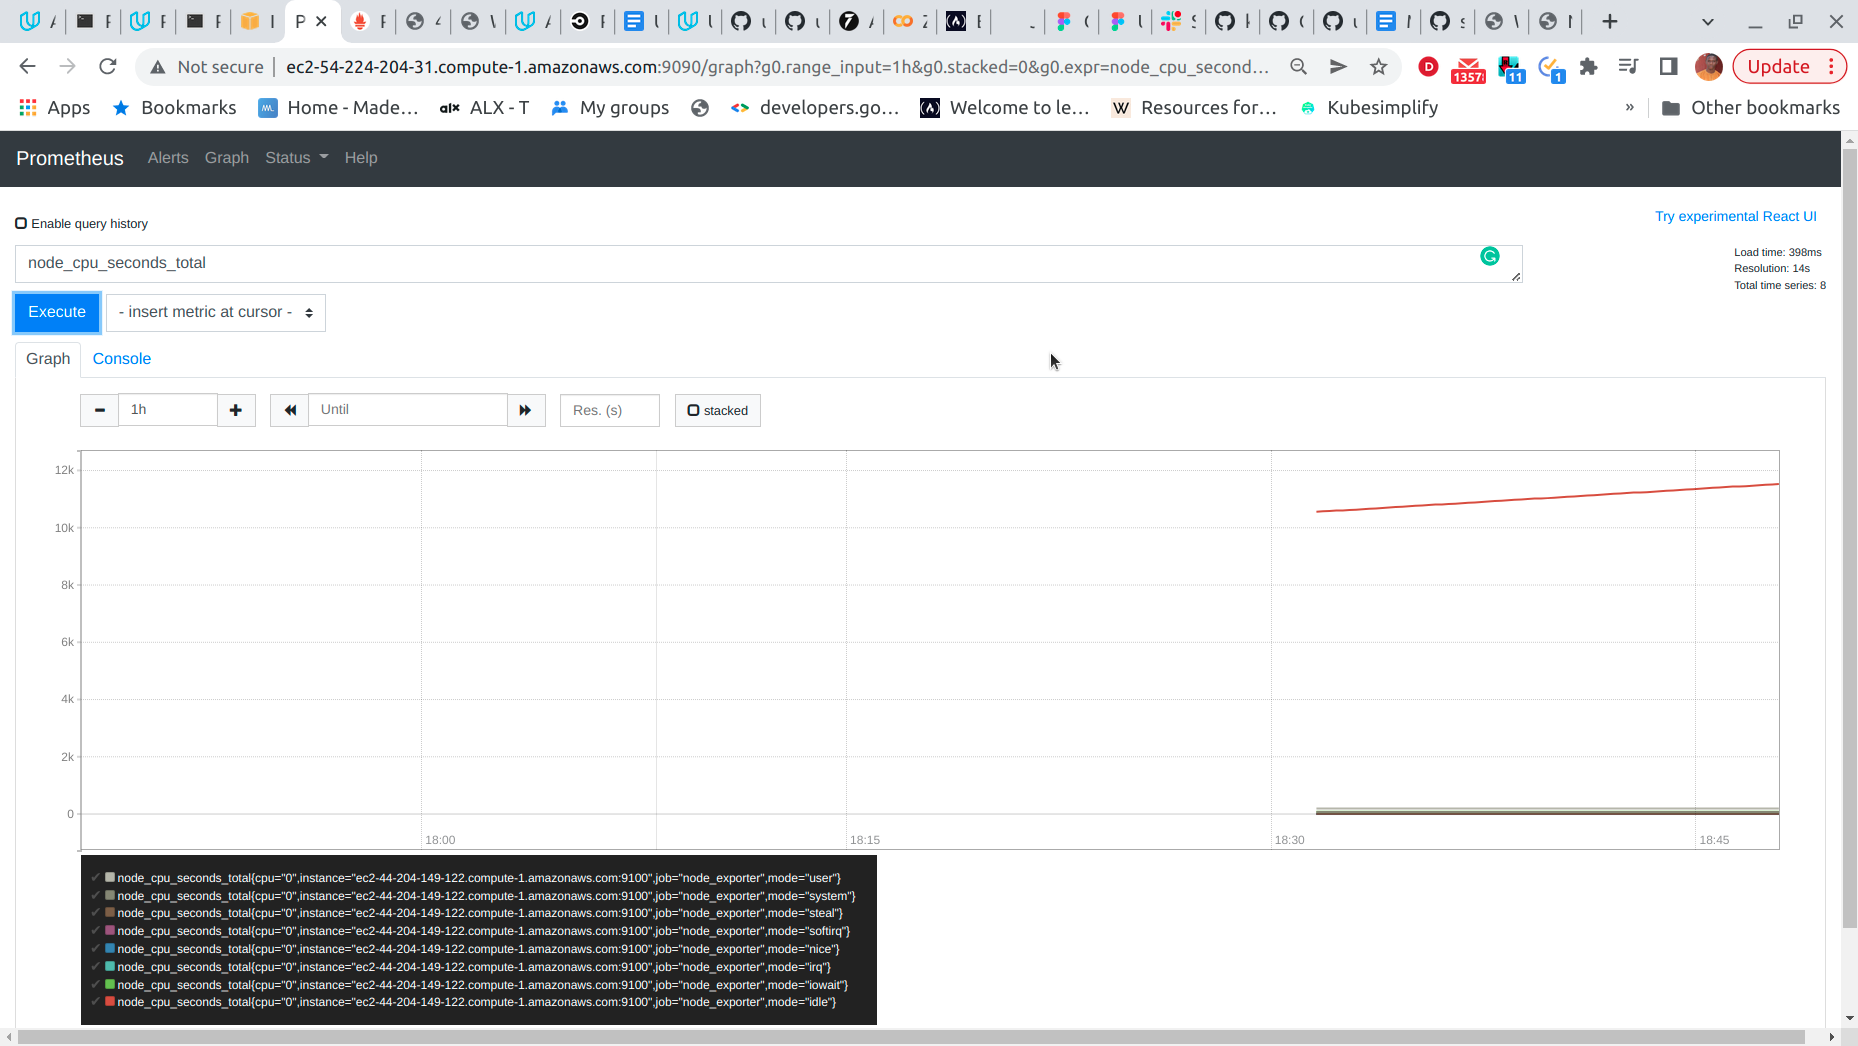 Not secure
ec2-54-224-204-31.compute-1.amazonaws.com:9090/graph?g0.range_input=1h&g0.stacked=0&g0.expr=node_cpu_second...
D
1357
11
1
Update
Apps
Bookmarks
Home - Made...
alx ALX - T
My groups
developers.go...
Welcome to le...
W Resources for...
Kubesimplify
»
Other bookmarks
Prometheus Alerts Graph Status Help
Enable query history
Try experimental React UI
node_cpu_seconds_total
Load time: 398ms
Resolution: 14s
Total time series: 8
Execute
- insert metric at cursor -
Graph Console
1h
Until
Res. (s)
stacked
12k
10k
8k
6k
4k
2k
0
18:00 18:15 18:30 18:45
✔ node_cpu_seconds_total{cpu="0",instance="ec2-44-204-149-122.compute-1.amazonaws.com:9100",job="node_exporter",mode="user"}
✔ node_cpu_seconds_total{cpu="0",instance="ec2-44-204-149-122.compute-1.amazonaws.com:9100",job="node_exporter",mode="system"}
✔ node_cpu_seconds_total{cpu="0",instance="ec2-44-204-149-122.compute-1.amazonaws.com:9100",job="node_exporter",mode="steal"}
✔ node_cpu_seconds_total{cpu="0",instance="ec2-44-204-149-122.compute-1.amazonaws.com:9100",job="node_exporter",mode="softirq"}
✔ node_cpu_seconds_total{cpu="0",instance="ec2-44-204-149-122.compute-1.amazonaws.com:9100",job="node_exporter",mode="nice"}
✔ node_cpu_seconds_total{cpu="0",instance="ec2-44-204-149-122.compute-1.amazonaws.com:9100",job="node_exporter",mode="irq"}
✔ node_cpu_seconds_total{cpu="0",instance="ec2-44-204-149-122.compute-1.amazonaws.com:9100",job="node_exporter",mode="iowait"}
✔ node_cpu_seconds_total{cpu="0",instance="ec2-44-204-149-122.compute-1.amazonaws.com:9100",job="node_exporter",mode="idle"}